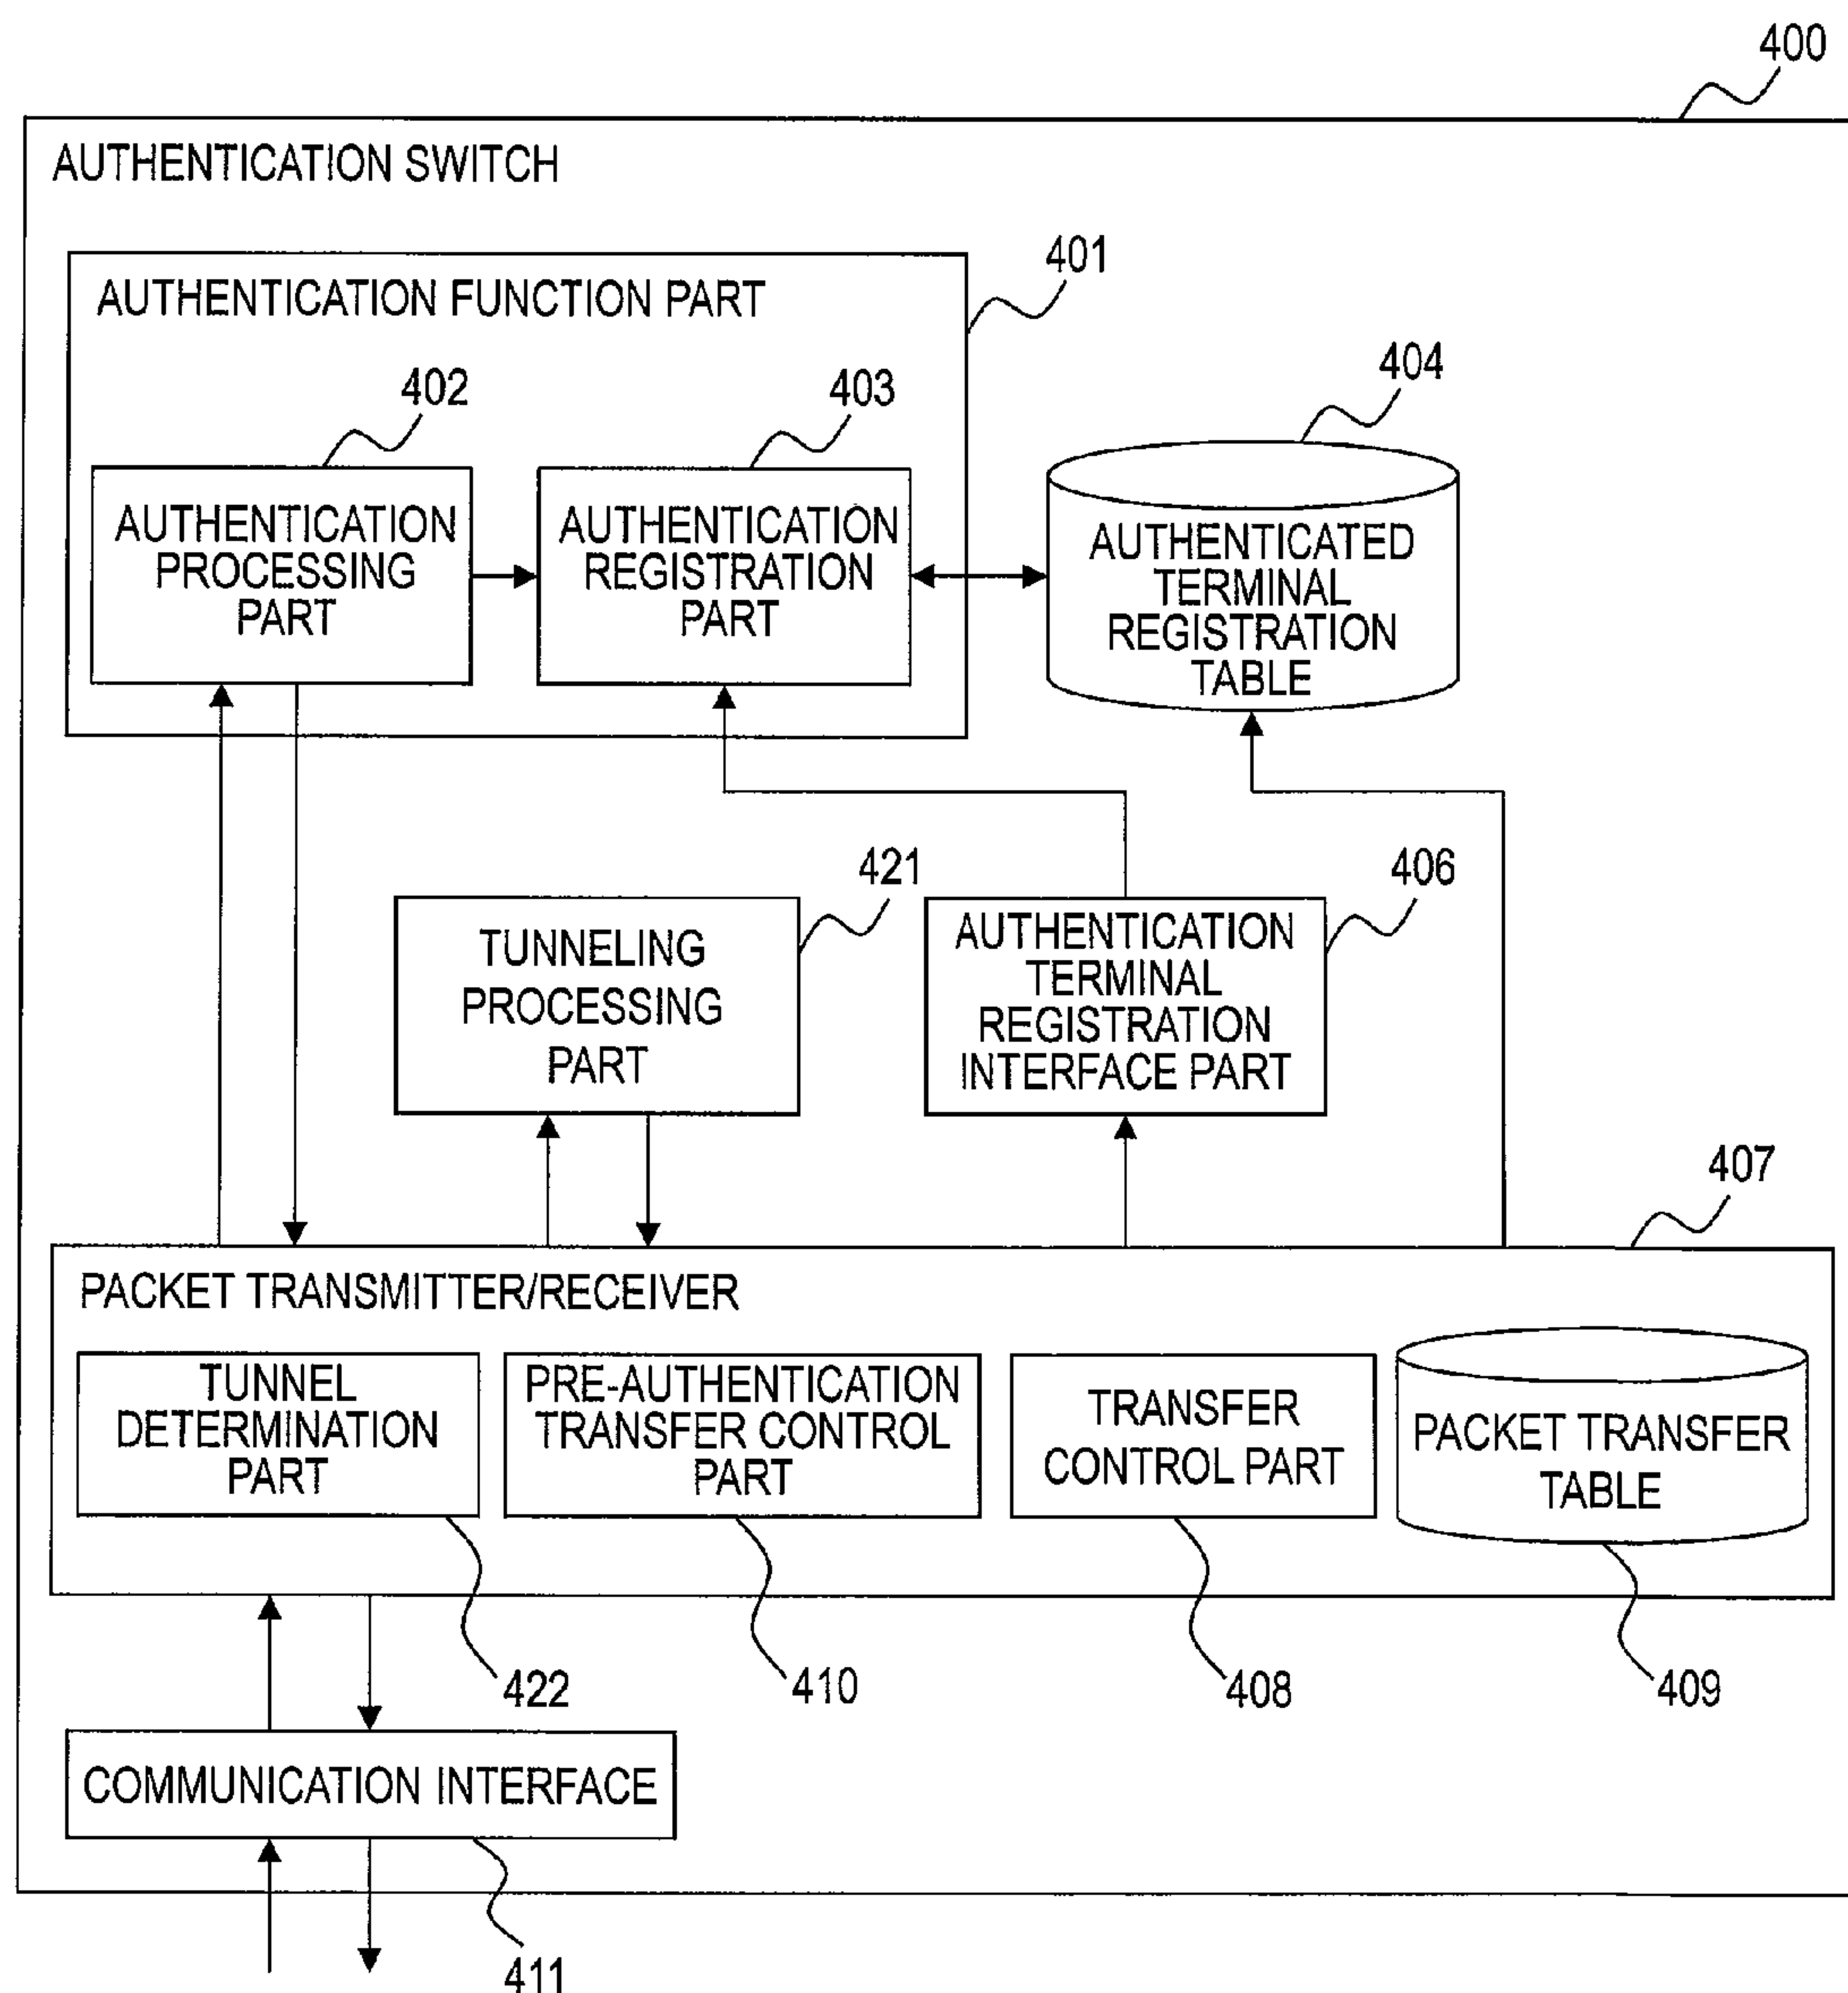 400
AUTHENTICATION SWITCH
401
AUTHENTICATION FUNCTION PART
402
403
404
AUTHENTICATION
PROCESSING
PART
AUTHENTICATION
REGISTRATION
PART
AUTHENTICATED
TERMINAL
REGISTRATION
TABLE
421
406
TUNNELING
PROCESSING
PART
AUTHENTICATION
TERMINAL
REGISTRATION
INTERFACE PART
407
PACKET TRANSMITTER/RECEIVER
TUNNEL
DETERMINATION
PART
PRE-AUTHENTICATION
TRANSFER CONTROL
PART
TRANSFER
CONTROL PART
PACKET TRANSFER
TABLE
422
410
408
409
COMMUNICATION INTERFACE
411